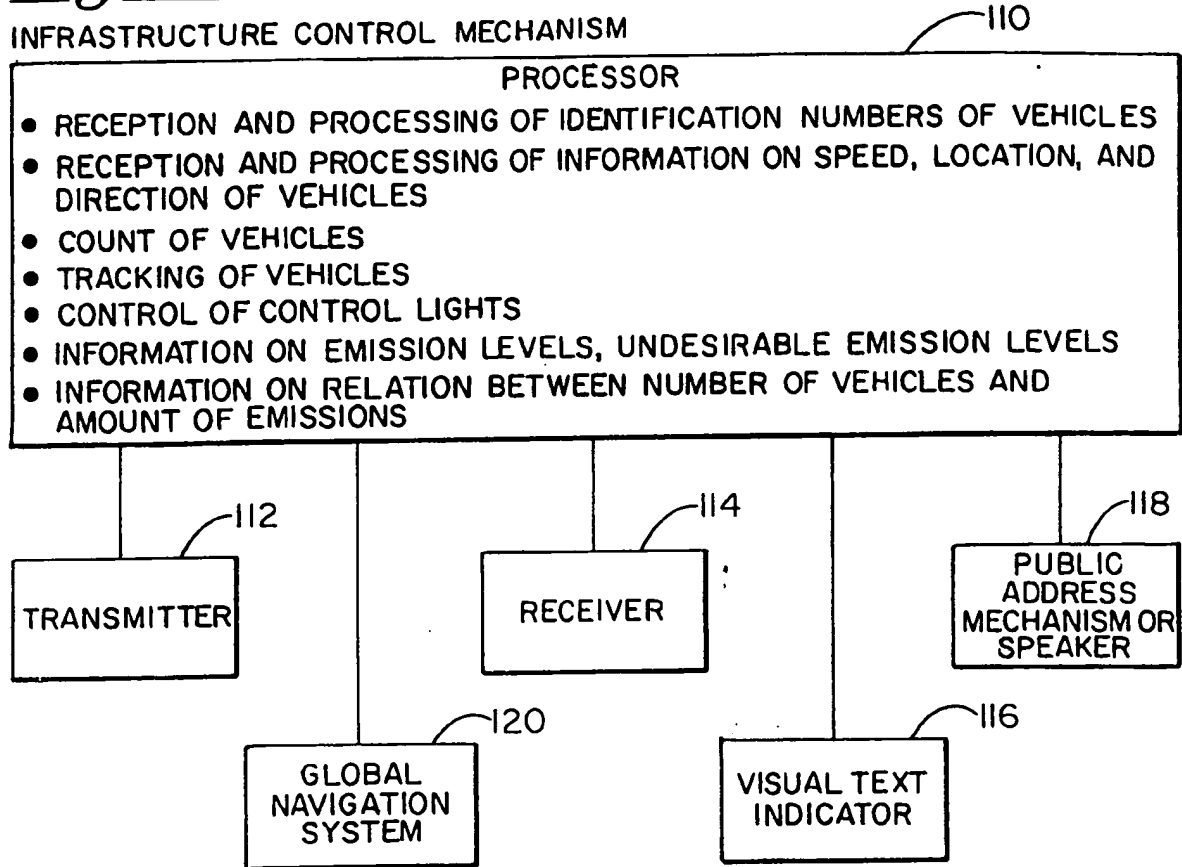 INFRASTRUCTURE CONTROL MECHANISM
110
PROCESSOR
• RECEPTION AND PROCESSING OF IDENTIFICATION NUMBERS OF VEHICLES
• RECEPTION AND PROCESSING OF INFORMATION ON SPEED, LOCATION, AND
DIRECTION OF VEHICLES
• COUNT OF VEHICLES
• TRACKING OF VEHICLES
• CONTROL OF CONTROL LIGHTS
• INFORMATION ON EMISSION LEVELS, UNDESIRABLE EMISSION LEVELS
• INFORMATION ON RELATION BETWEEN NUMBER OF VEHICLES AND
AMOUNT OF EMISSIONS
112
TRANSMITTER
114
RECEIVER
118
PUBLIC
ADDRESS
MECHANISM OR
SPEAKER
120
GLOBAL
NAVIGATION
SYSTEM
116
VISUAL TEXT
INDICATOR